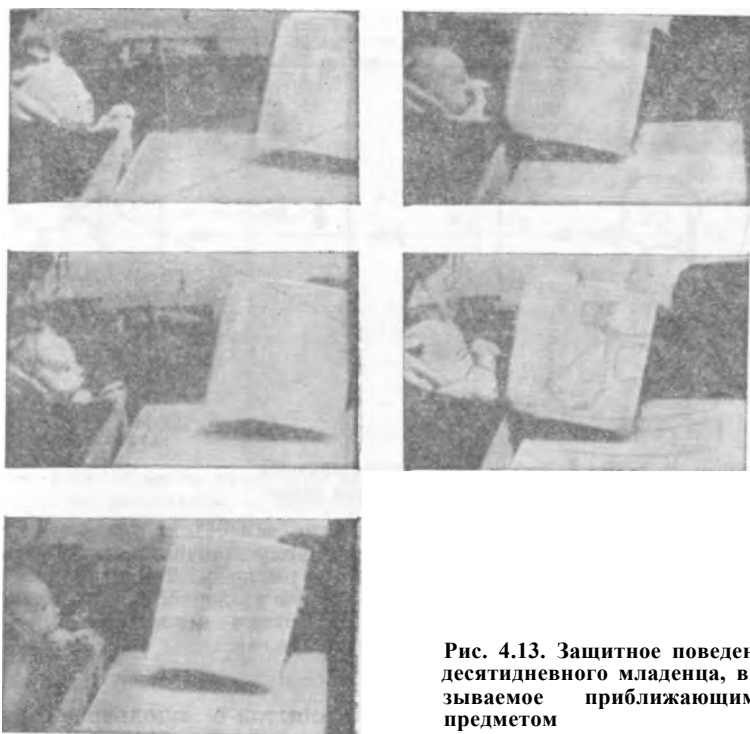 Рис. 4.13. Защитное поведен
десятидневного младенца, в
зываемое приближающим
предметом